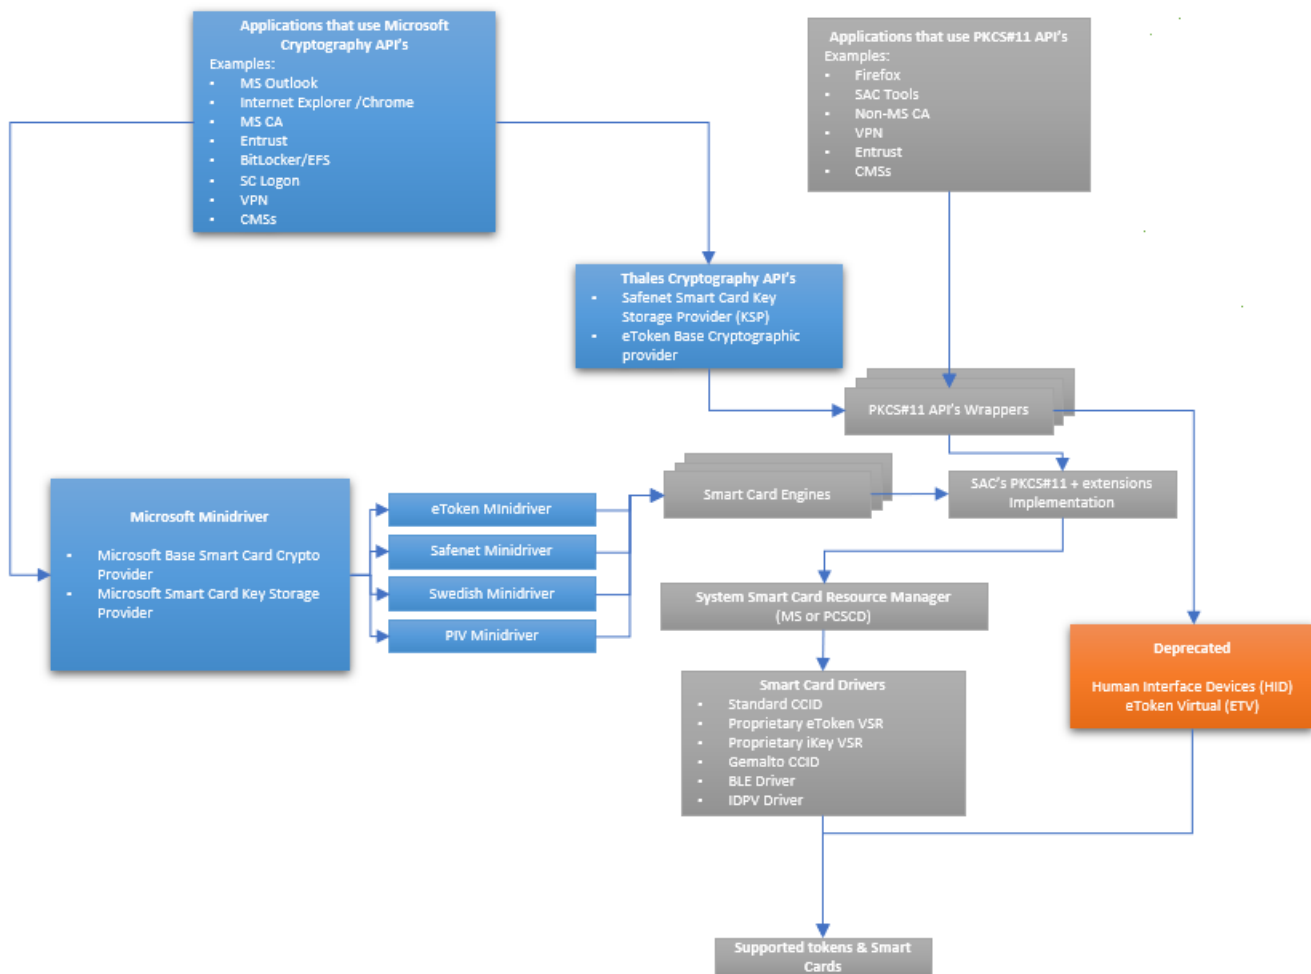 Applications that use Microsoft
Cryptography API's
Examples:
• MS Outlook
• Internet Explorer /Chrome
• MS CA
• Entrust
• BitLocker/EFS
• SC Logon
• VPN
• CMSs
Applications that use PKCS#11 API's
Examples:
• Firefox
• SAC Tools
• Non-MS CA
• VPN
• Entrust
• CMSs
Thales Cryptography API's
• Safenet Smart Card Key
Storage Provider (KSP)
• eToken Base Cryptographic
provider
PKCS#11 API's Wrappers
Microsoft Minidriver
• Microsoft Base Smart Card Crypto
Provider
• Microsoft Smart Card Key Storage
Provider
eToken MInidriver
Safenet Minidriver
Swedish Minidriver
PIV Minidriver
Smart Card Engines
SAC's PKCS#11 + extensions
Implementation
System Smart Card Resource Manager
(MS or PCSCD)
Smart Card Drivers
• Standard CCID
• Proprietary eToken VSR
• Proprietary iKey VSR
• Gemalto CCID
• BLE Driver
• IDPV Driver
Deprecated
Human Interface Devices (HID)
eToken Virtual (ETV)
Supported tokens & Smart
Cards